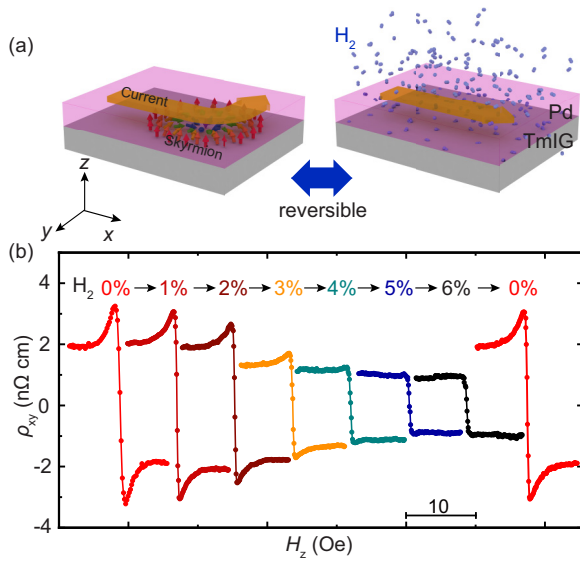 (a)
H₂
Current
Skyrmion
Pd
TmIG
z
y
x
reversible
(b)
H₂ 0% → 1% → 2% → 3% → 4% → 5% → 6% → 0%
4
2
0
-2
-4
ρxy (nΩ cm)
10
Hz (Oe)